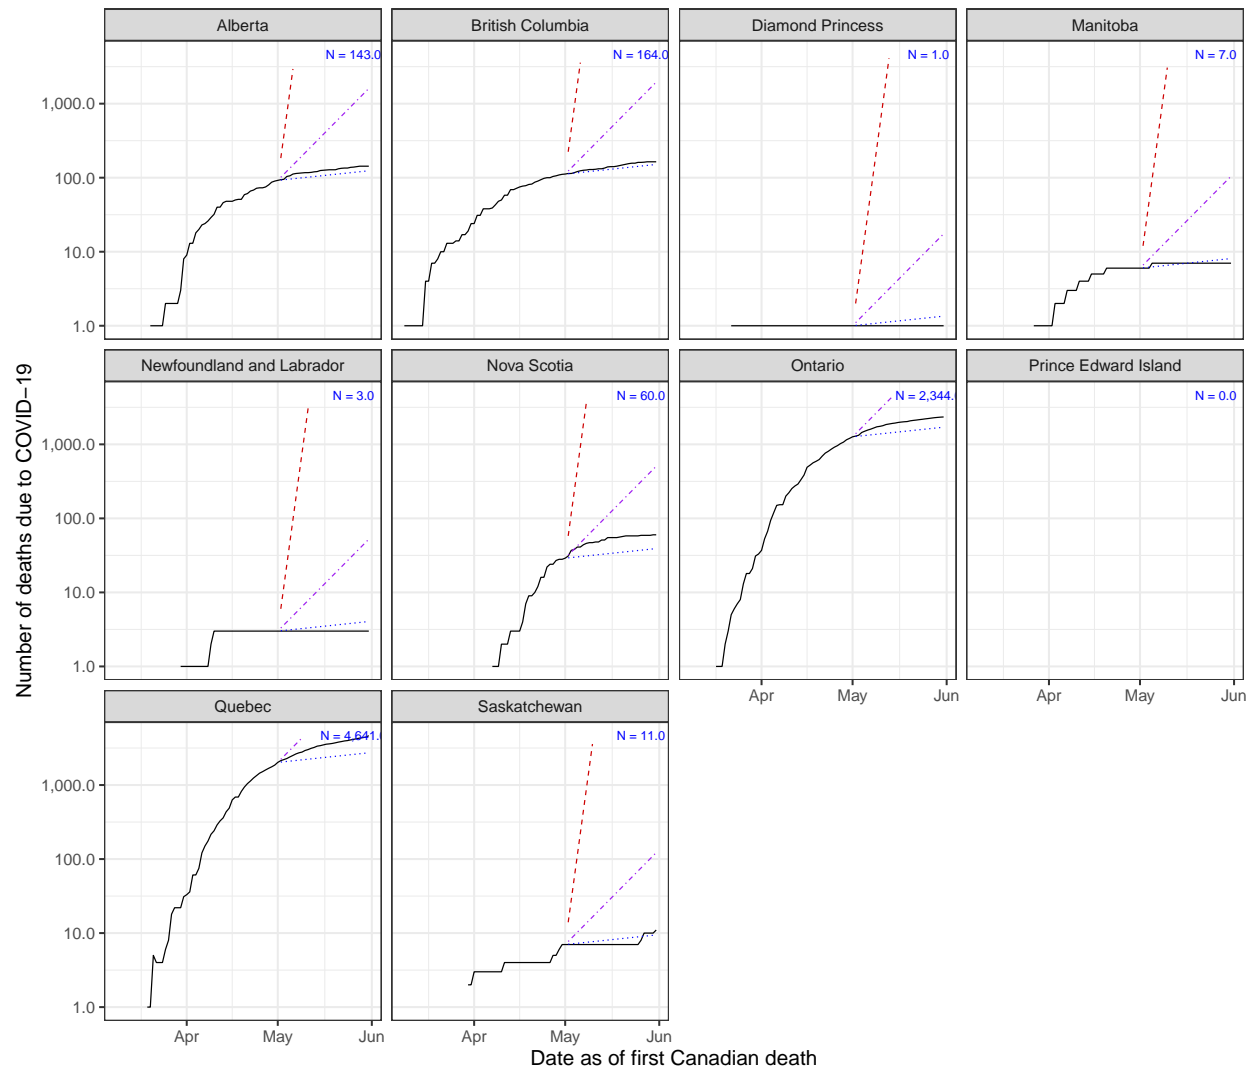 Alberta
British Columbia
Diamond Princess
Manitoba
N = 143.0
N = 164.0
N = 1.0
N = 7.0
1,000.0
100.0
10.0
1.0
Newfoundland and Labrador
Nova Scotia
Ontario
Prince Edward Island
N = 3.0
N = 60.0
N = 2,344.0
N = 0.0
1,000.0
100.0
10.0
1.0
Apr May Jun
Apr May Jun
Quebec
Saskatchewan
N = 4,641.0
N = 11.0
1,000.0
100.0
10.0
1.0
Apr May Jun
Apr May Jun
Number of deaths due to COVID−19
Date as of first Canadian death